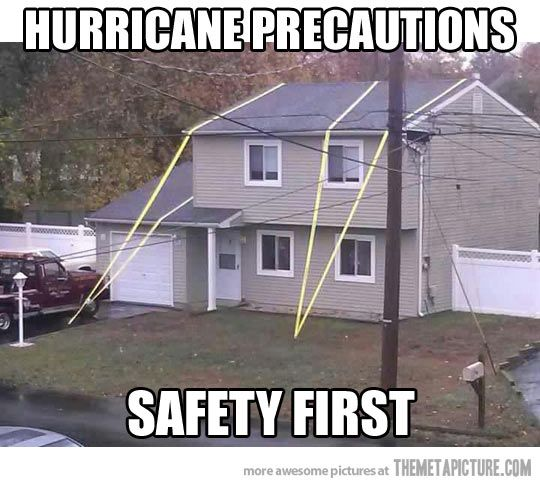 HURRICANE PRECAUTIONS
SAFETY FIRST
more awesome pictures at THEMETAPICTURE.COM